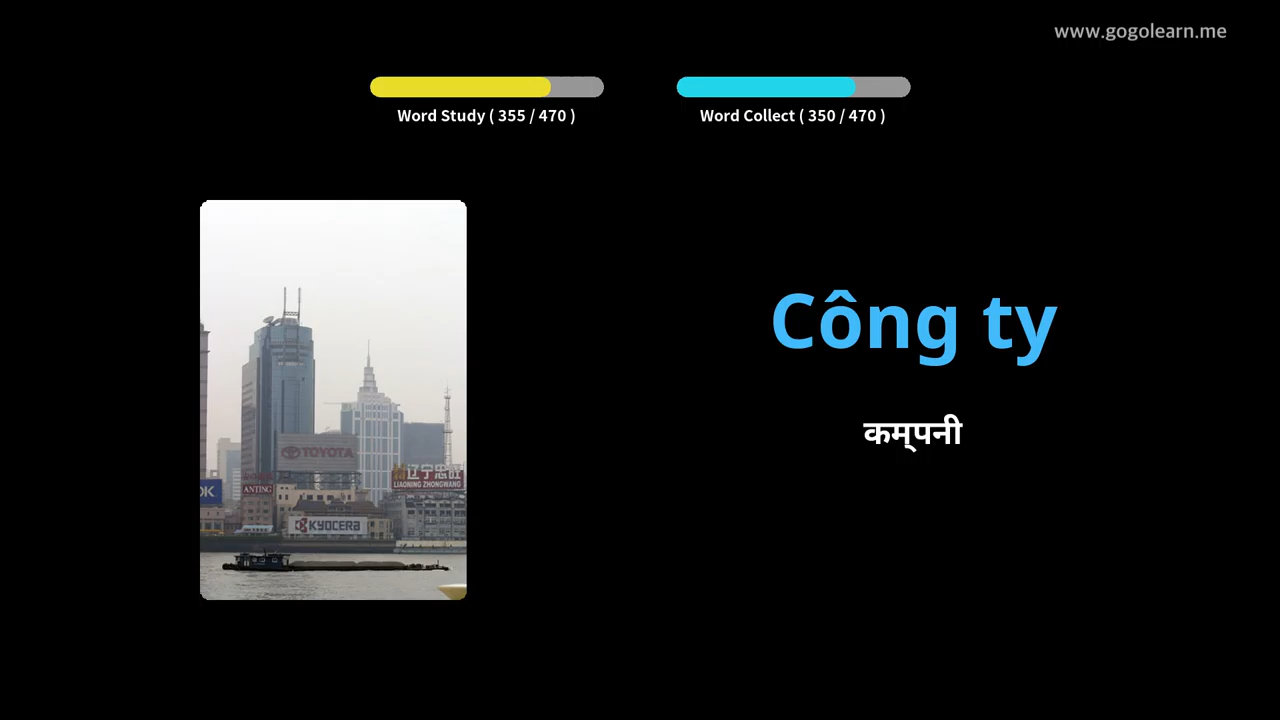 www.gogolearn.me
Word Study ( 355 / 470 )
Word Collect ( 350 / 470 )
Công ty
कम्‌पनी
TOYOTA
辽宁忠旺
LIAONING ZHONGWANG
OK
ANTING
KYOCERA